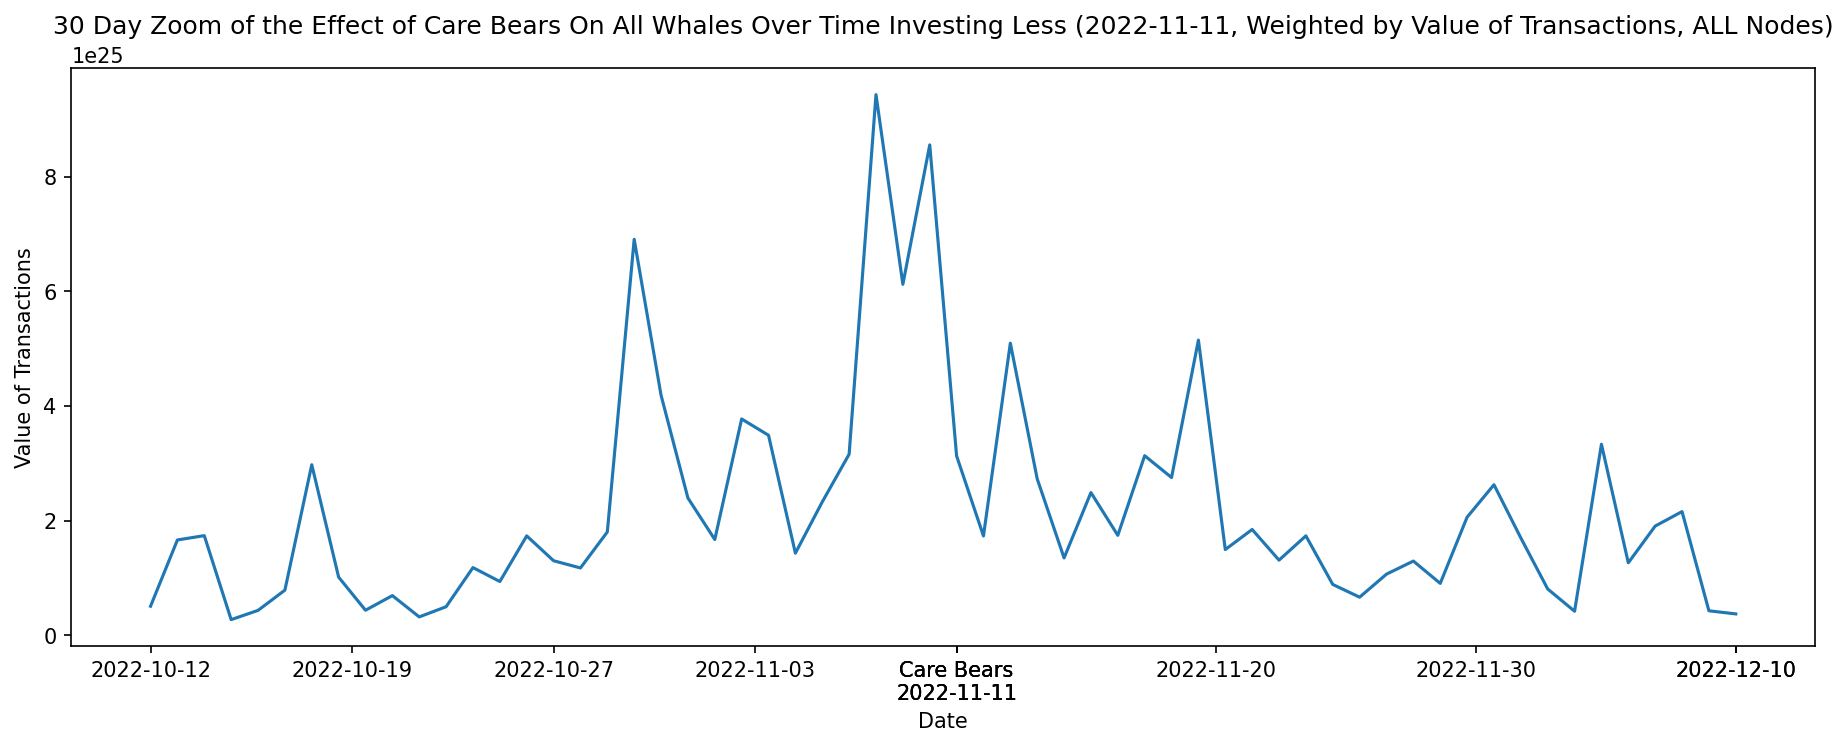 30 Day Zoom of the Effect of Care Bears On All Whales Over Time Investing Less (2022-11-11, Weighted by Value of Transactions, ALL Nodes)
1e25
8
6
4
2
0
Value of Transactions
2022-10-12
2022-10-19
2022-10-27
2022-11-03
Care Bears
2022-11-11
2022-11-20
2022-11-30
2022-12-10
Date